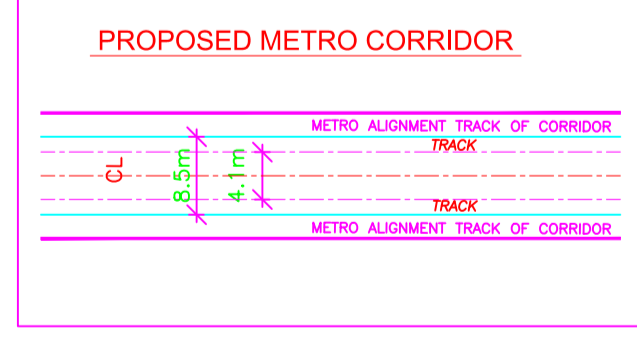 PROPOSED METRO CORRIDOR
METRO ALIGNMENT TRACK OF CORRIDOR
TRACK
CL
8.5m
4.1m
TRACK
METRO ALIGNMENT TRACK OF CORRIDOR